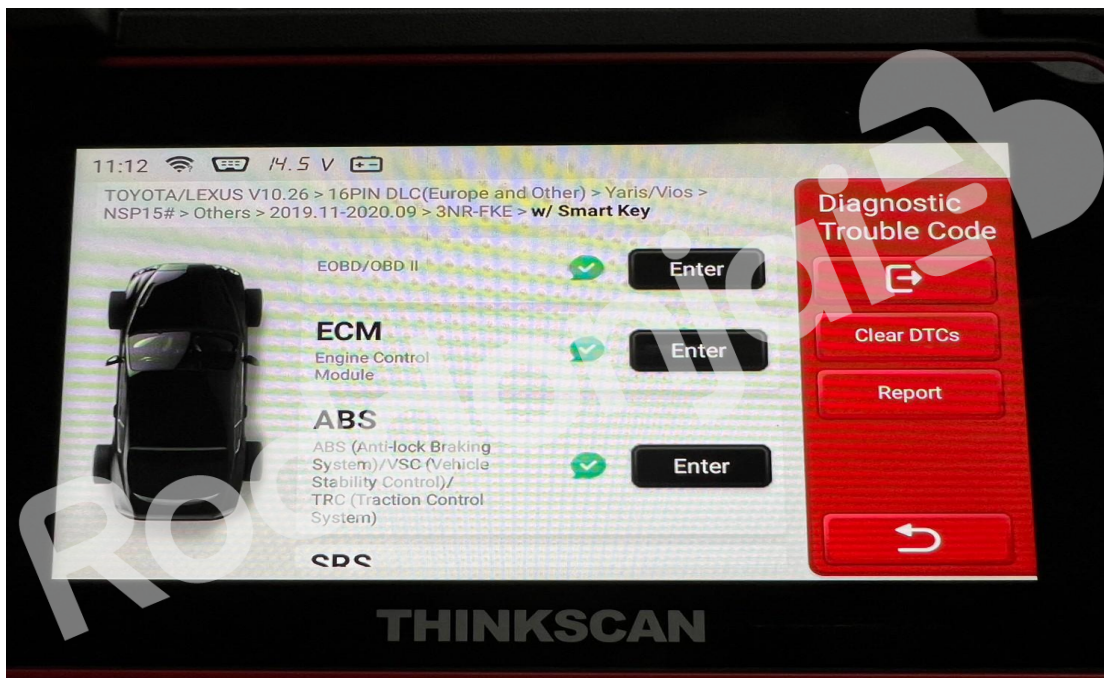 11:12 14.5 V
TOYOTA/LEXUS V10.26 > 16PIN DLC(Europe and Other) > Yaris/Vios >
NSP15# > Others > 2019.11-2020.09 > 3NR-FKE > w/ Smart Key
EOBD/OBD II
Enter
ECM
Engine Control
Module
Enter
ABS
ABS (Anti-lock Braking
System)/VSC (Vehicle
Stability Control)/
TRC (Traction Control
System)
Enter
SRS
Diagnostic
Trouble Code
Clear DTCs
Report
THINKSCAN